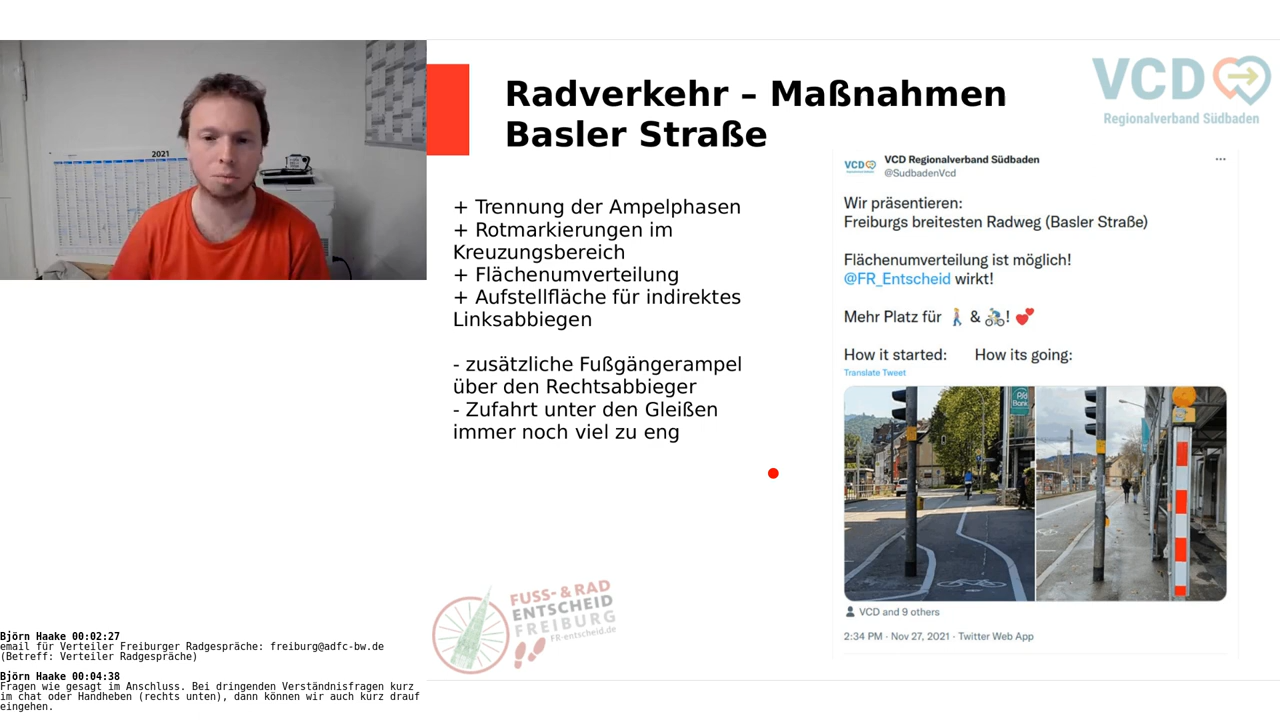 2021
Radverkehr – Maßnahmen
Basler Straße
VCD
Regionalverband Südbaden
+ Trennung der Ampelphasen
+ Rotmarkierungen im
Kreuzungsbereich
+ Flächenumverteilung
+ Aufstellfläche für indirektes
Linksabbiegen
- zusätzliche Fußgängerampel
über den Rechtsabbieger
- Zufahrt unter den Gleißen
immer noch viel zu eng
VCD
VCD Regionalverband Südbaden
@SudbadenVcd
Wir präsentieren:
Freiburgs breitesten Radweg (Basler Straße)
Flächenumverteilung ist möglich!
@FR_Entscheid wirkt!
Mehr Platz für 🚶 & 🚴! 💕
How it started: How its going:
Translate Tweet
VCD and 9 others
2:34 PM · Nov 27, 2021 · Twitter Web App
FUSS- & RAD
ENTSCHEID
FREIBURG
FR-entscheid.de
Björn Haake 00:02:27
email für Verteiler Freiburger Radgespräche: freiburg@adfc-bw.de
(Betreff: Verteiler Radgespräche)
Björn Haake 00:04:38
Fragen wie gesagt im Anschluss. Bei dringenden Verständnisfragen kurz
im chat oder Handheben (rechts unten), dann können wir auch kurz drauf
eingehen.